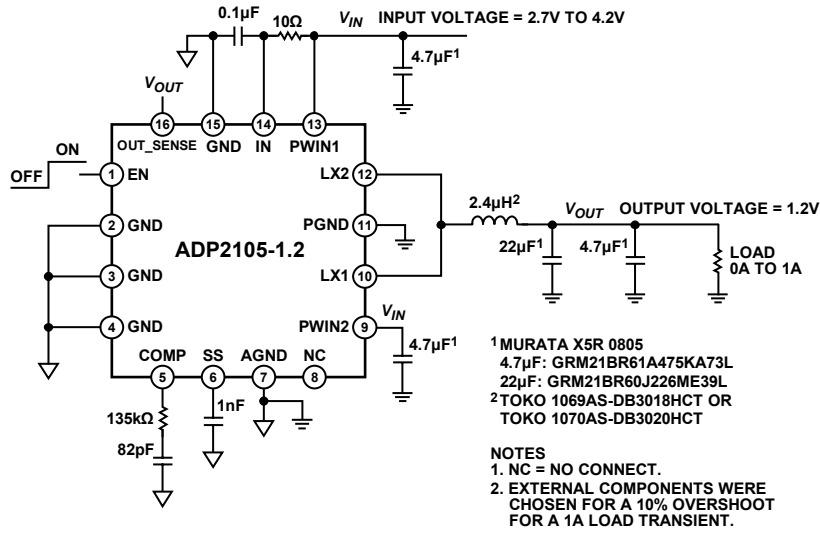 0.1µF
10Ω
VIN INPUT VOLTAGE = 2.7V TO 4.2V
4.7µF1
VOUT
16
15
14
13
OUT_SENSE GND IN PWIN1
ON
OFF
1 EN
LX2 12
2 GND
PGND 11
ADP2105-1.2
3 GND
LX1 10
4 GND
PWIN2 9
VIN
4.7µF1
COMP SS AGND NC
5
6
7
8
135kΩ
82pF
1nF
2.4µH2
VOUT OUTPUT VOLTAGE = 1.2V
22µF1
4.7µF1
LOAD
0A TO 1A
1 MURATA X5R 0805
4.7µF: GRM21BR61A475KA73L
22µF: GRM21BR60J226ME39L
2 TOKO 1069AS-DB3018HCT OR
TOKO 1070AS-DB3020HCT
NOTES
1. NC = NO CONNECT.
2. EXTERNAL COMPONENTS WERE
CHOSEN FOR A 10% OVERSHOOT
FOR A 1A LOAD TRANSIENT.